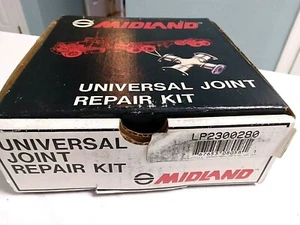 MIDLAND
UNIVERSAL JOINT
REPAIR KIT
LP2300280
UNIVERSAL
JOINT
REPAIR KIT
MIDLAND